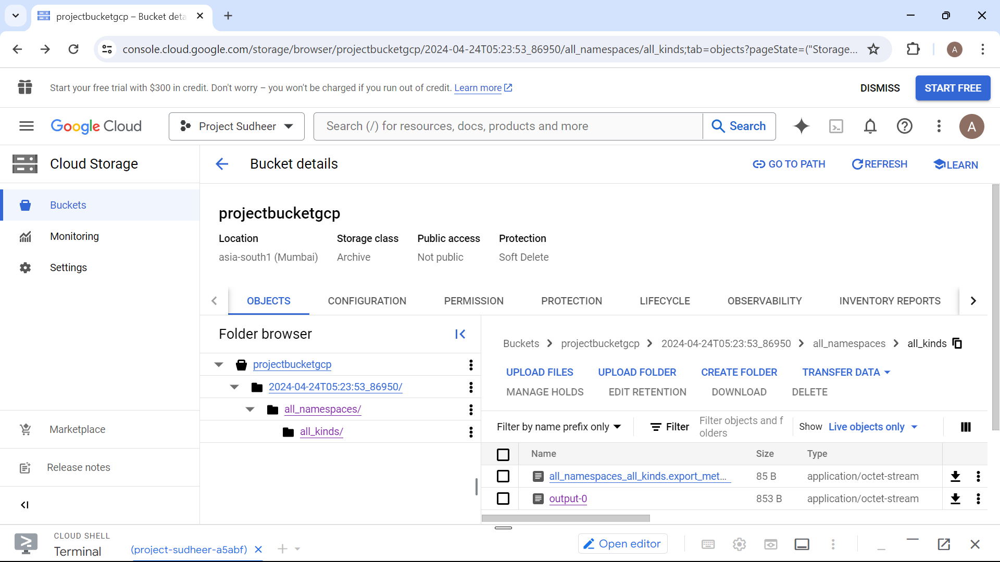 projectbucketgcp – Bucket deta
console.cloud.google.com/storage/browser/projectbucketgcp/2024-04-24T05:23:53_86950/all_namespaces/all_kinds;tab=objects?pageState=("Storage...
A
Start your free trial with $300 in credit. Don't worry – you won't be charged if you run out of credit. Learn more
DISMISS
START FREE
Google Cloud
Project Sudheer
Search (/) for resources, docs, products and more
Search
A
Cloud Storage
Bucket details
GO TO PATH
REFRESH
LEARN
Buckets
Monitoring
Settings
Marketplace
Release notes
projectbucketgcp
Location Storage class Public access Protection
asia-south1 (Mumbai) Archive Not public Soft Delete
OBJECTS CONFIGURATION PERMISSION PROTECTION LIFECYCLE OBSERVABILITY INVENTORY REPORTS
Folder browser
projectbucketgcp
2024-04-24T05:23:53_86950/
all_namespaces/
all_kinds/
Buckets > projectbucketgcp > 2024-04-24T05:23:53_86950 > all_namespaces > all_kinds
UPLOAD FILES UPLOAD FOLDER CREATE FOLDER TRANSFER DATA
MANAGE HOLDS EDIT RETENTION DOWNLOAD DELETE
Filter by name prefix only
Filter
Filter objects and f
olders
Show Live objects only
Name Size Type
all_namespaces_all_kinds.export_met... 85 B application/octet-stream
output-0 853 B application/octet-stream
CLOUD SHELL
Terminal
(project-sudheer-a5abf)
Open editor